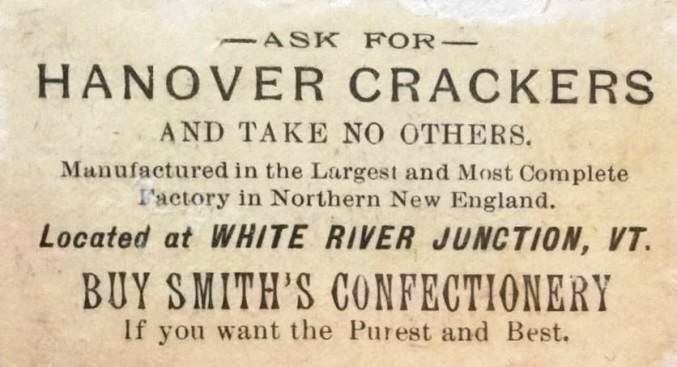 —ASK FOR—
HANOVER CRACKERS
AND TAKE NO OTHERS.
Manufactured in the Largest and Most Complete
Factory in Northern New England.
Located at WHITE RIVER JUNCTION, VT.
BUY SMITH'S CONFECTIONERY
If you want the Purest and Best.